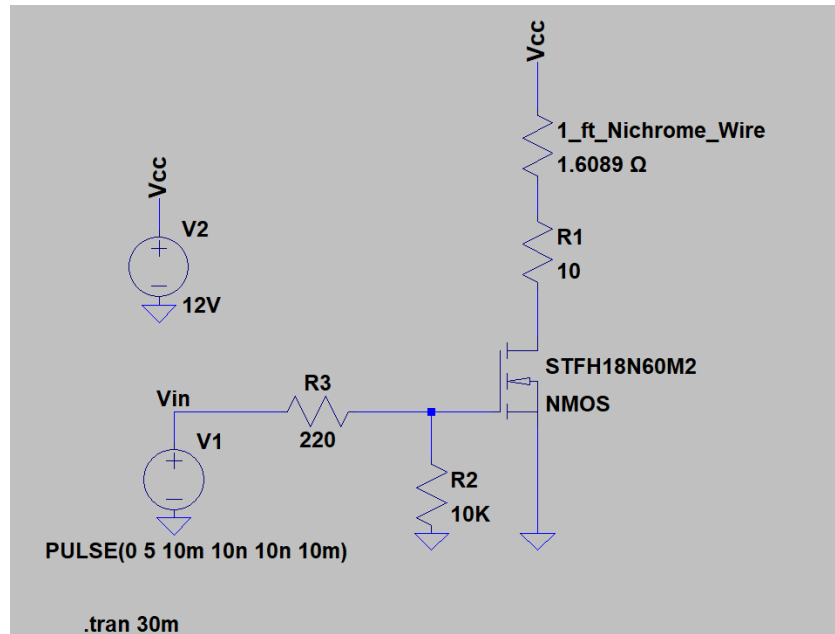 Vcc
1_ft_Nichrome_Wire
1.6089 Ω
Vcc
V2
12V
R1
10
STFH18N60M2
NMOS
R3
220
Vin
V1
R2
10K
PULSE(0 5 10m 10n 10n 10m)
.tran 30m